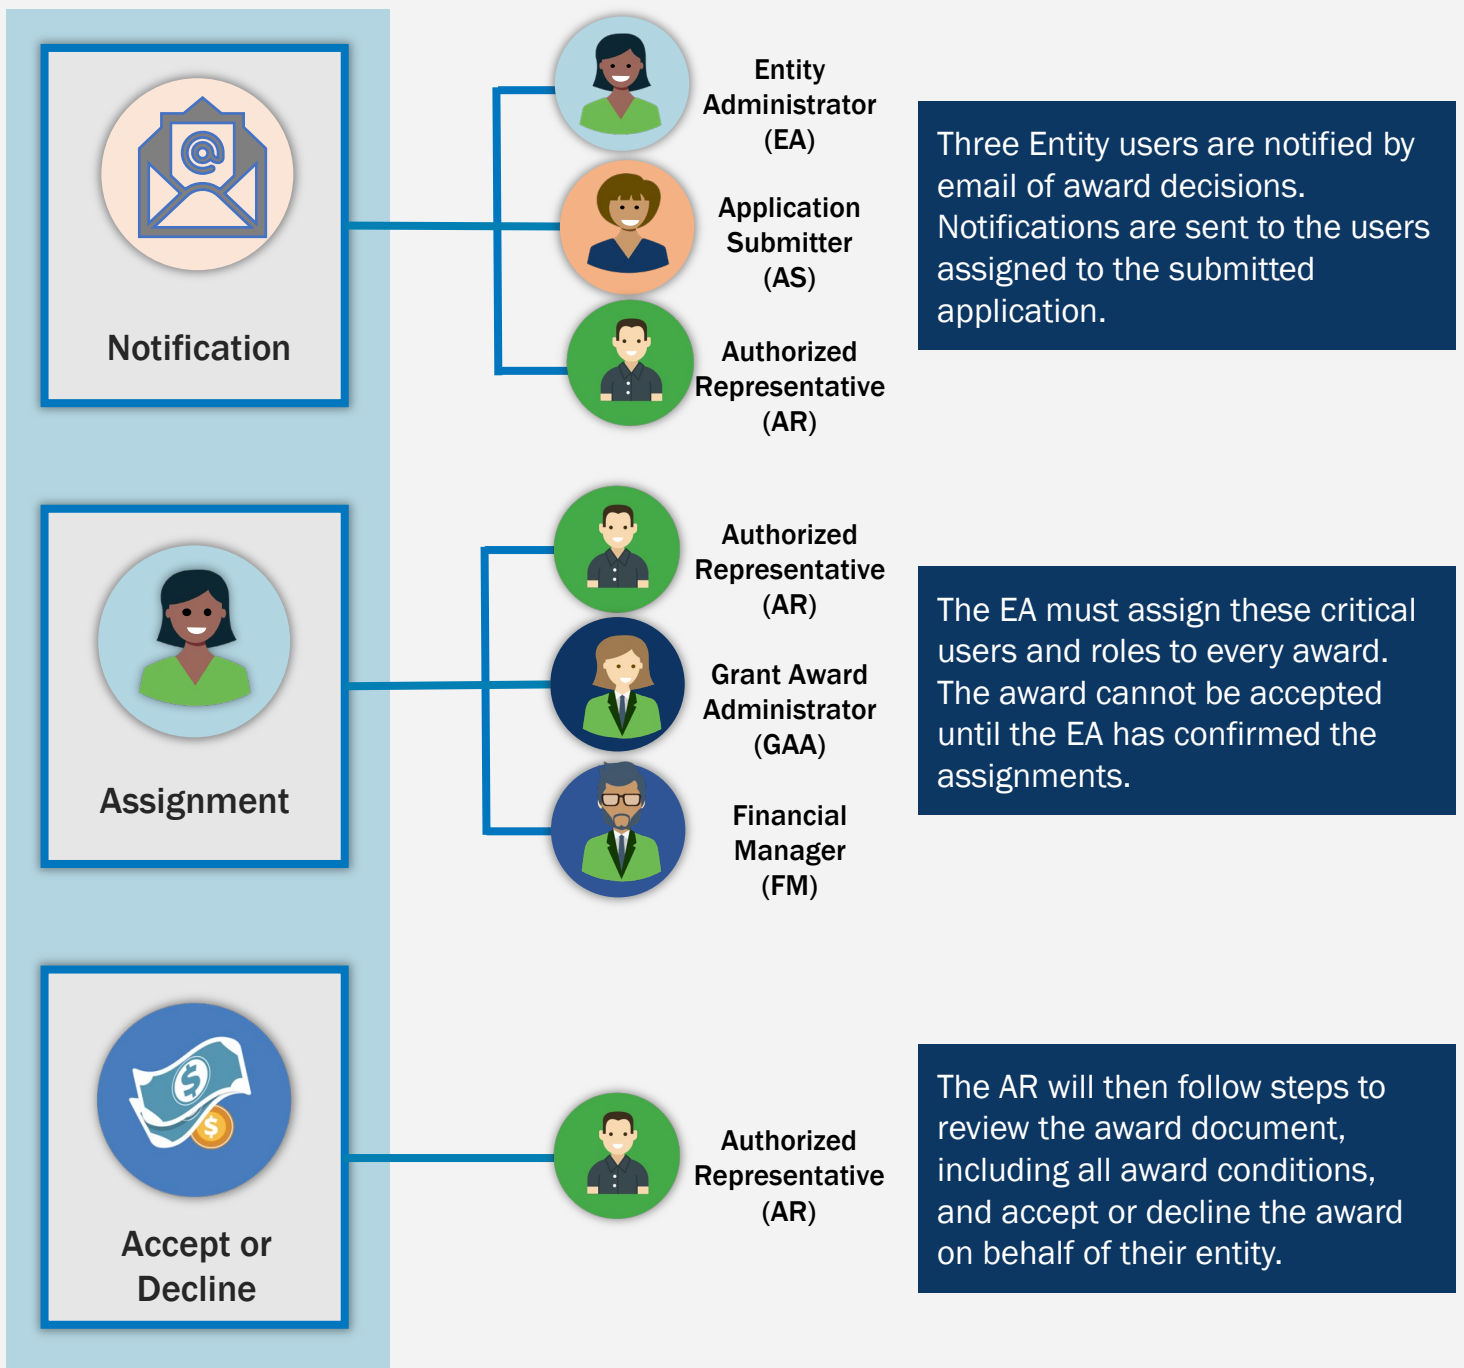 Notification
Entity
Administrator
(EA)
Application
Submitter
(AS)
Authorized
Representative
(AR)
Three Entity users are notified by
email of award decisions.
Notifications are sent to the users
assigned to the submitted
application.
Assignment
Authorized
Representative
(AR)
Grant Award
Administrator
(GAA)
Financial
Manager
(FM)
The EA must assign these critical
users and roles to every award.
The award cannot be accepted
until the EA has confirmed the
assignments.
Accept or
Decline
Authorized
Representative
(AR)
The AR will then follow steps to
review the award document,
including all award conditions,
and accept or decline the award
on behalf of their entity.